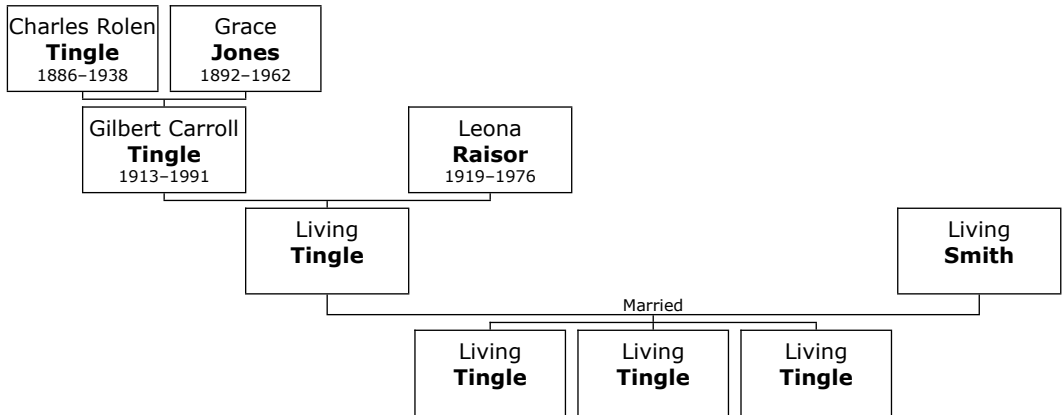 Charles Rolen
Tingle
1886–1938
Grace
Jones
1892–1962
Gilbert Carroll
Tingle
1913–1991
Leona
Raisor
1919–1976
Living
Tingle
Living
Smith
Married
Living
Tingle
Living
Tingle
Living
Tingle